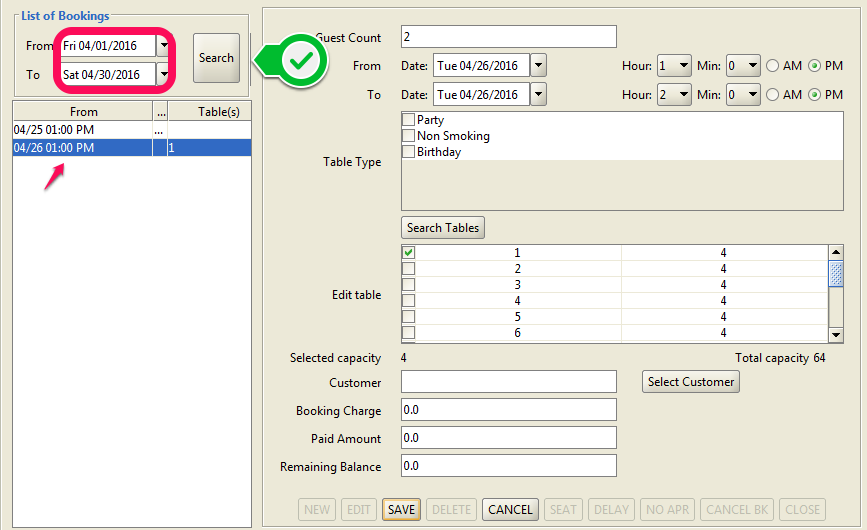 List of Bookings
From Fri 04/01/2016
To Sat 04/30/2016
Search
From ... Table(s)
04/25 01:00 PM ...
04/26 01:00 PM 1
Guest Count 2
From Date: Tue 04/26/2016 Hour: 1 Min: 0 AM PM
To Date: Tue 04/26/2016 Hour: 2 Min: 0 AM PM
Table Type
Party
Non Smoking
Birthday
Search Tables
Edit table
1 4
2 4
3 4
4 4
5 4
6 4
Selected capacity 4 Total capacity 64
Customer Select Customer
Booking Charge 0.0
Paid Amount 0.0
Remaining Balance 0.0
NEW EDIT SAVE DELETE CANCEL SEAT DELAY NO APR CANCEL BK CLOSE